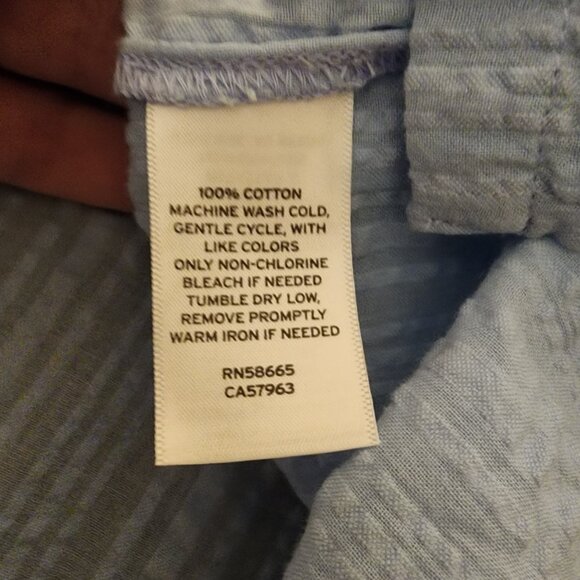 100% COTTON
MACHINE WASH COLD,
GENTLE CYCLE, WITH
LIKE COLORS
ONLY NON-CHLORINE
BLEACH IF NEEDED
TUMBLE DRY LOW,
REMOVE PROMPTLY
WARM IRON IF NEEDED
RN58665
CA57963